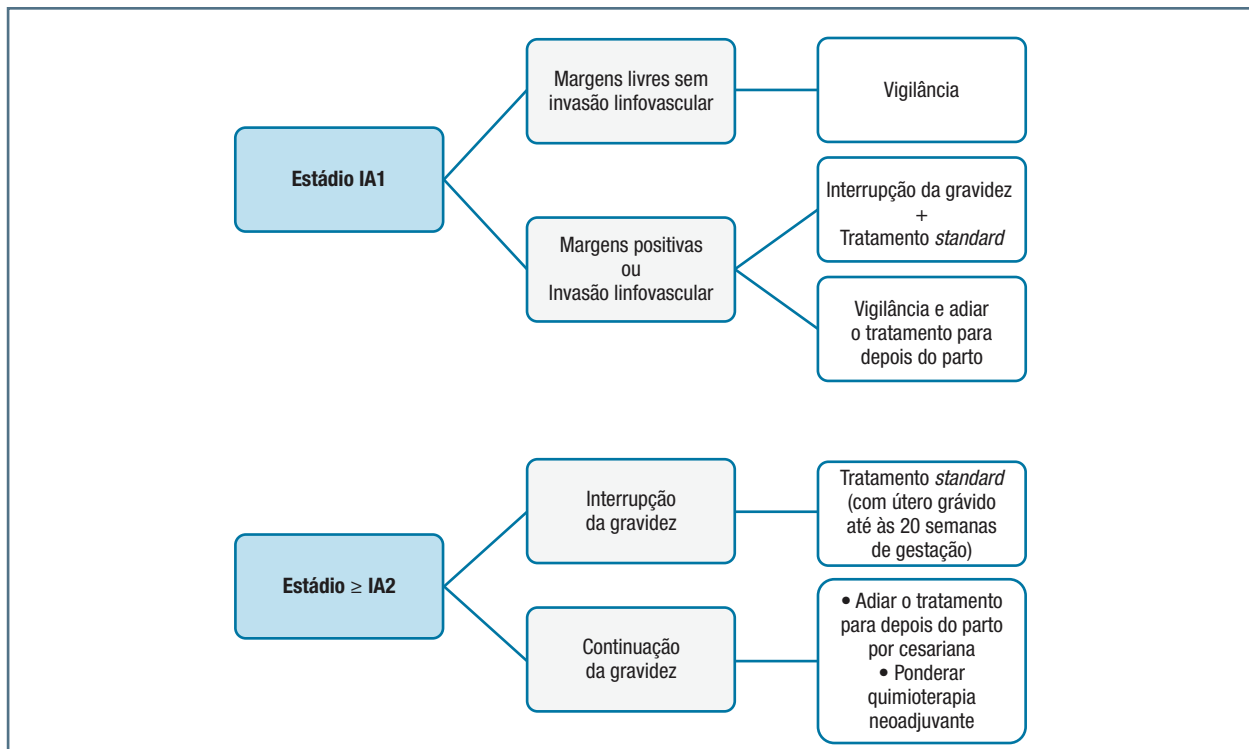 Estádio IA1
Margens livres sem
invasão linfovascular
Vigilância
Margens positivas
ou
Invasão linfovascular
Interrupção da gravidez
+
Tratamento standard
Vigilância e adiar
o tratamento para
depois do parto
Estádio ≥ IA2
Interrupção
da gravidez
Tratamento standard
(com útero grávido
até às 20 semanas
de gestação)
Continuação
da gravidez
• Adiar o tratamento
para depois do parto
por cesariana
• Ponderar
quimioterapia
neoadjuvante